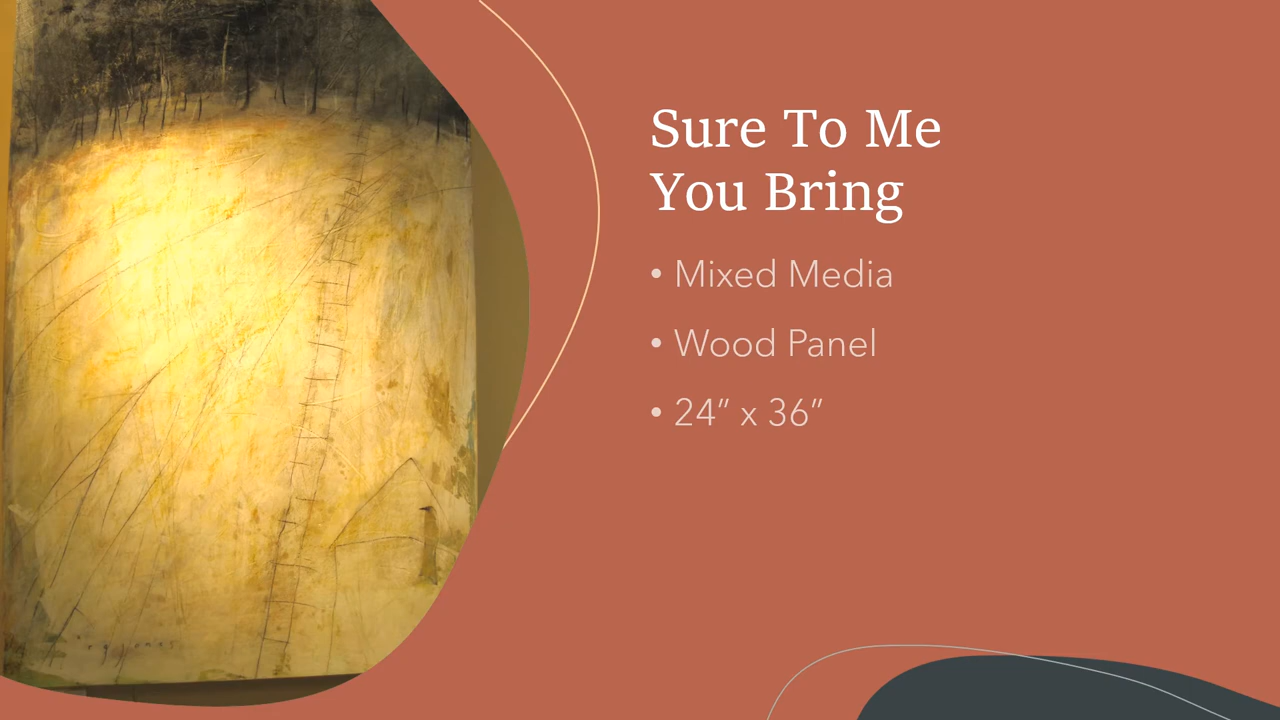 Sure To Me
You Bring
• Mixed Media
• Wood Panel
• 24” x 36”